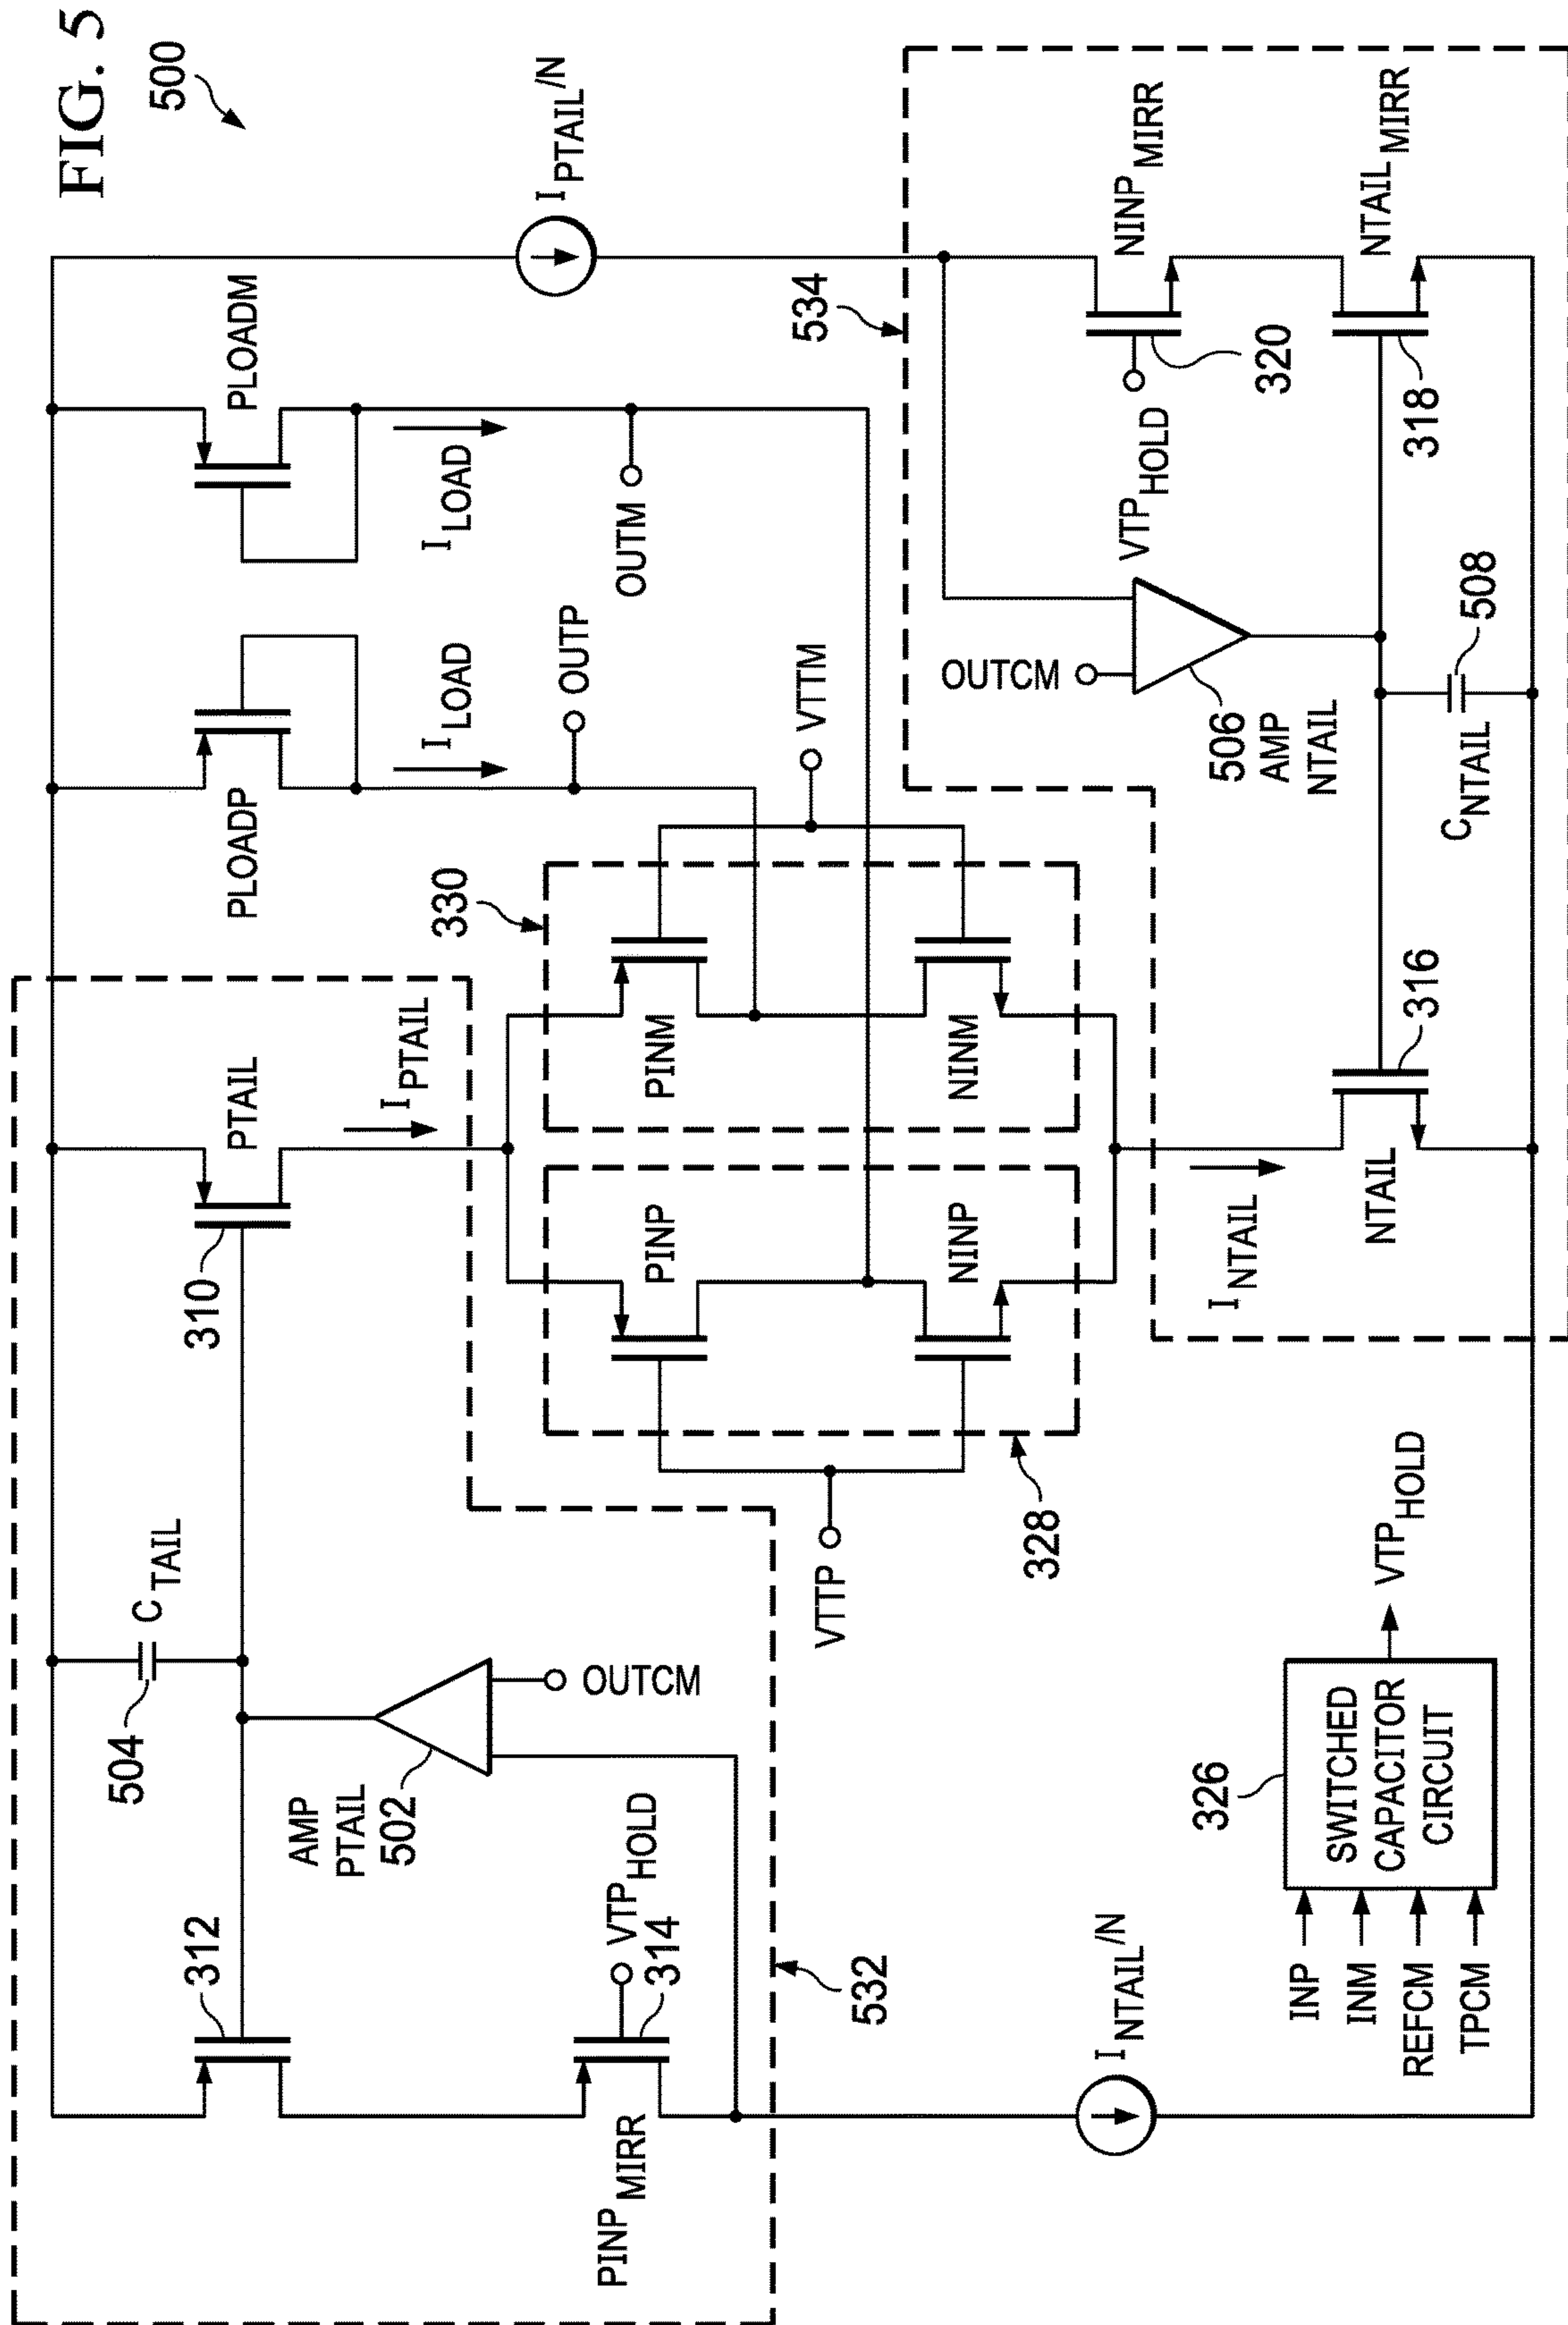 FIG. 5
500
504
C TAIL
310
PTAIL
I PTAIL
PLOADP
PLOADM
312
AMP
PTAIL
502
OUTCM
I LOAD
I LOAD
OUTP
OUTM
I PTAIL /N
VTP HOLD
314
PINP MIRR
532
330
PINP
PINM
VTTP
VTTM
NINP
NINM
328
534
OUTCM
VTP HOLD
NINP MIRR
320
506
AMP
NTAIL
I NTAIL /N
INP
INM
REFCM
TPCM
326
SWITCHED
CAPACITOR
CIRCUIT
VTP HOLD
I NTAIL
NTAIL
316
C NTAIL
508
318
NTAIL MIRR